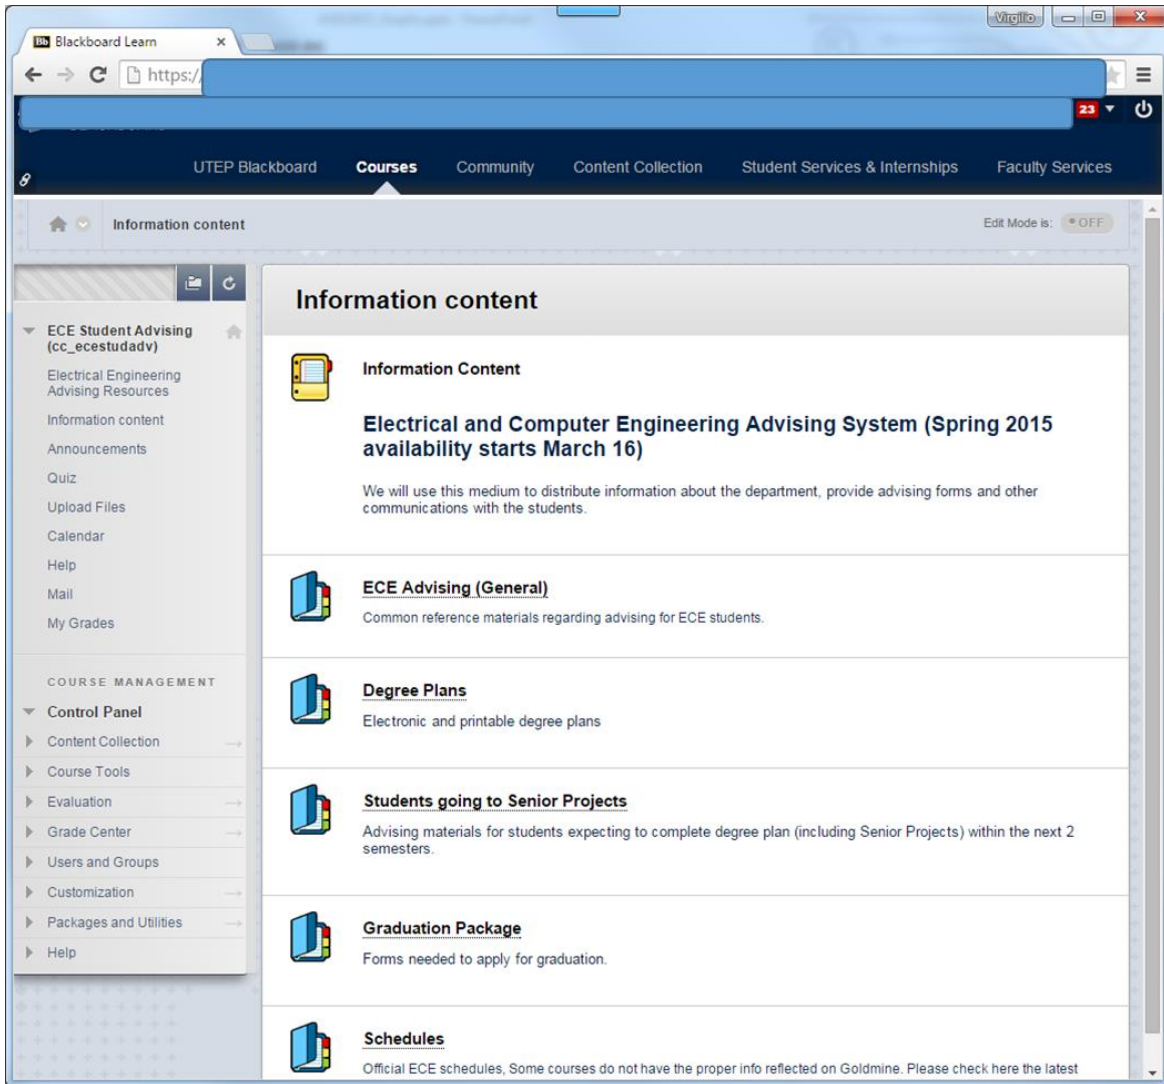 Virgilio
Bb Blackboard Learn
https:/
23
UTEP Blackboard Courses Community Content Collection Student Services & Internships Faculty Services
Information content
Edit Mode is: OFF
ECE Student Advising
(cc_ecestudadv)
Electrical Engineering
Advising Resources
Information content
Announcements
Quiz
Upload Files
Calendar
Help
Mail
My Grades
COURSE MANAGEMENT
Control Panel
Content Collection
Course Tools
Evaluation
Grade Center
Users and Groups
Customization
Packages and Utilities
Help
Information content
Information Content
Electrical and Computer Engineering Advising System (Spring 2015
availability starts March 16)
We will use this medium to distribute information about the department, provide advising forms and other
communications with the students.
ECE Advising (General)
Common reference materials regarding advising for ECE students.
Degree Plans
Electronic and printable degree plans
Students going to Senior Projects
Advising materials for students expecting to complete degree plan (including Senior Projects) within the next 2
semesters.
Graduation Package
Forms needed to apply for graduation.
Schedules
Official ECE schedules, Some courses do not have the proper info reflected on Goldmine. Please check here the latest